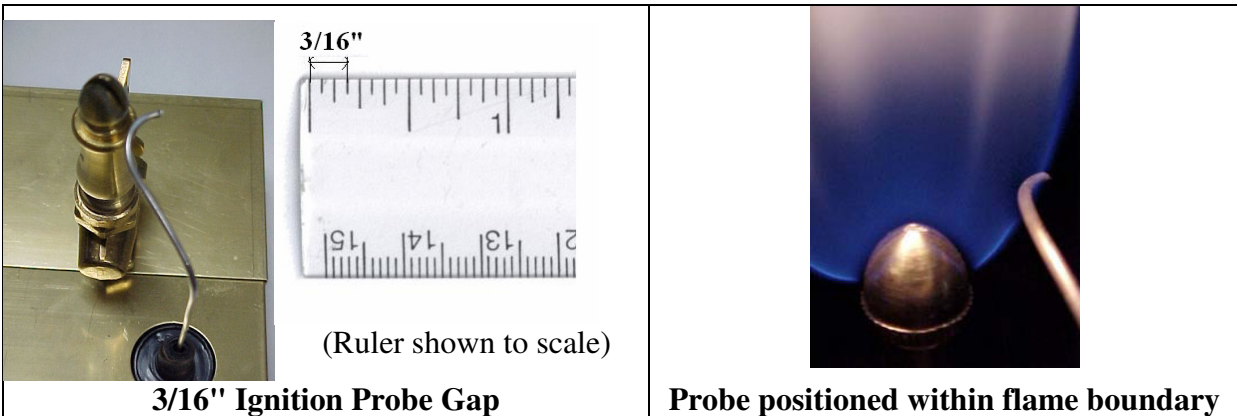 3/16"
1
15 14 13 12
(Ruler shown to scale)
3/16" Ignition Probe Gap
Probe positioned within flame boundary